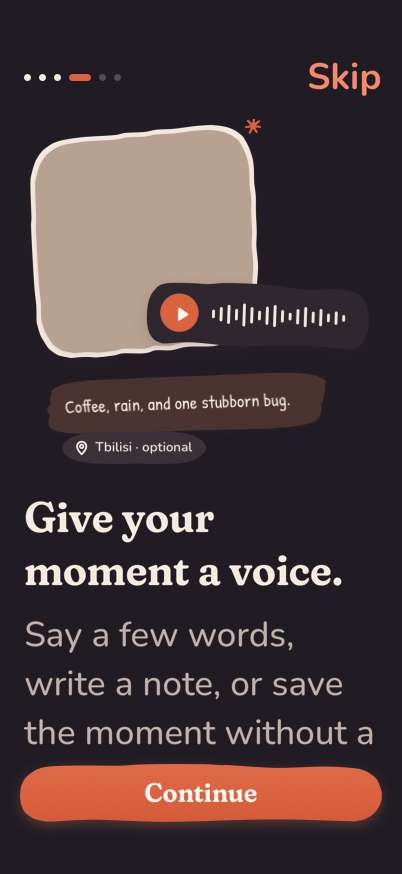 Skip
Coffee, rain, and one stubborn bug.
Tbilisi · optional
Give your
moment a voice.
Say a few words,
write a note, or save
the moment without a
Continue